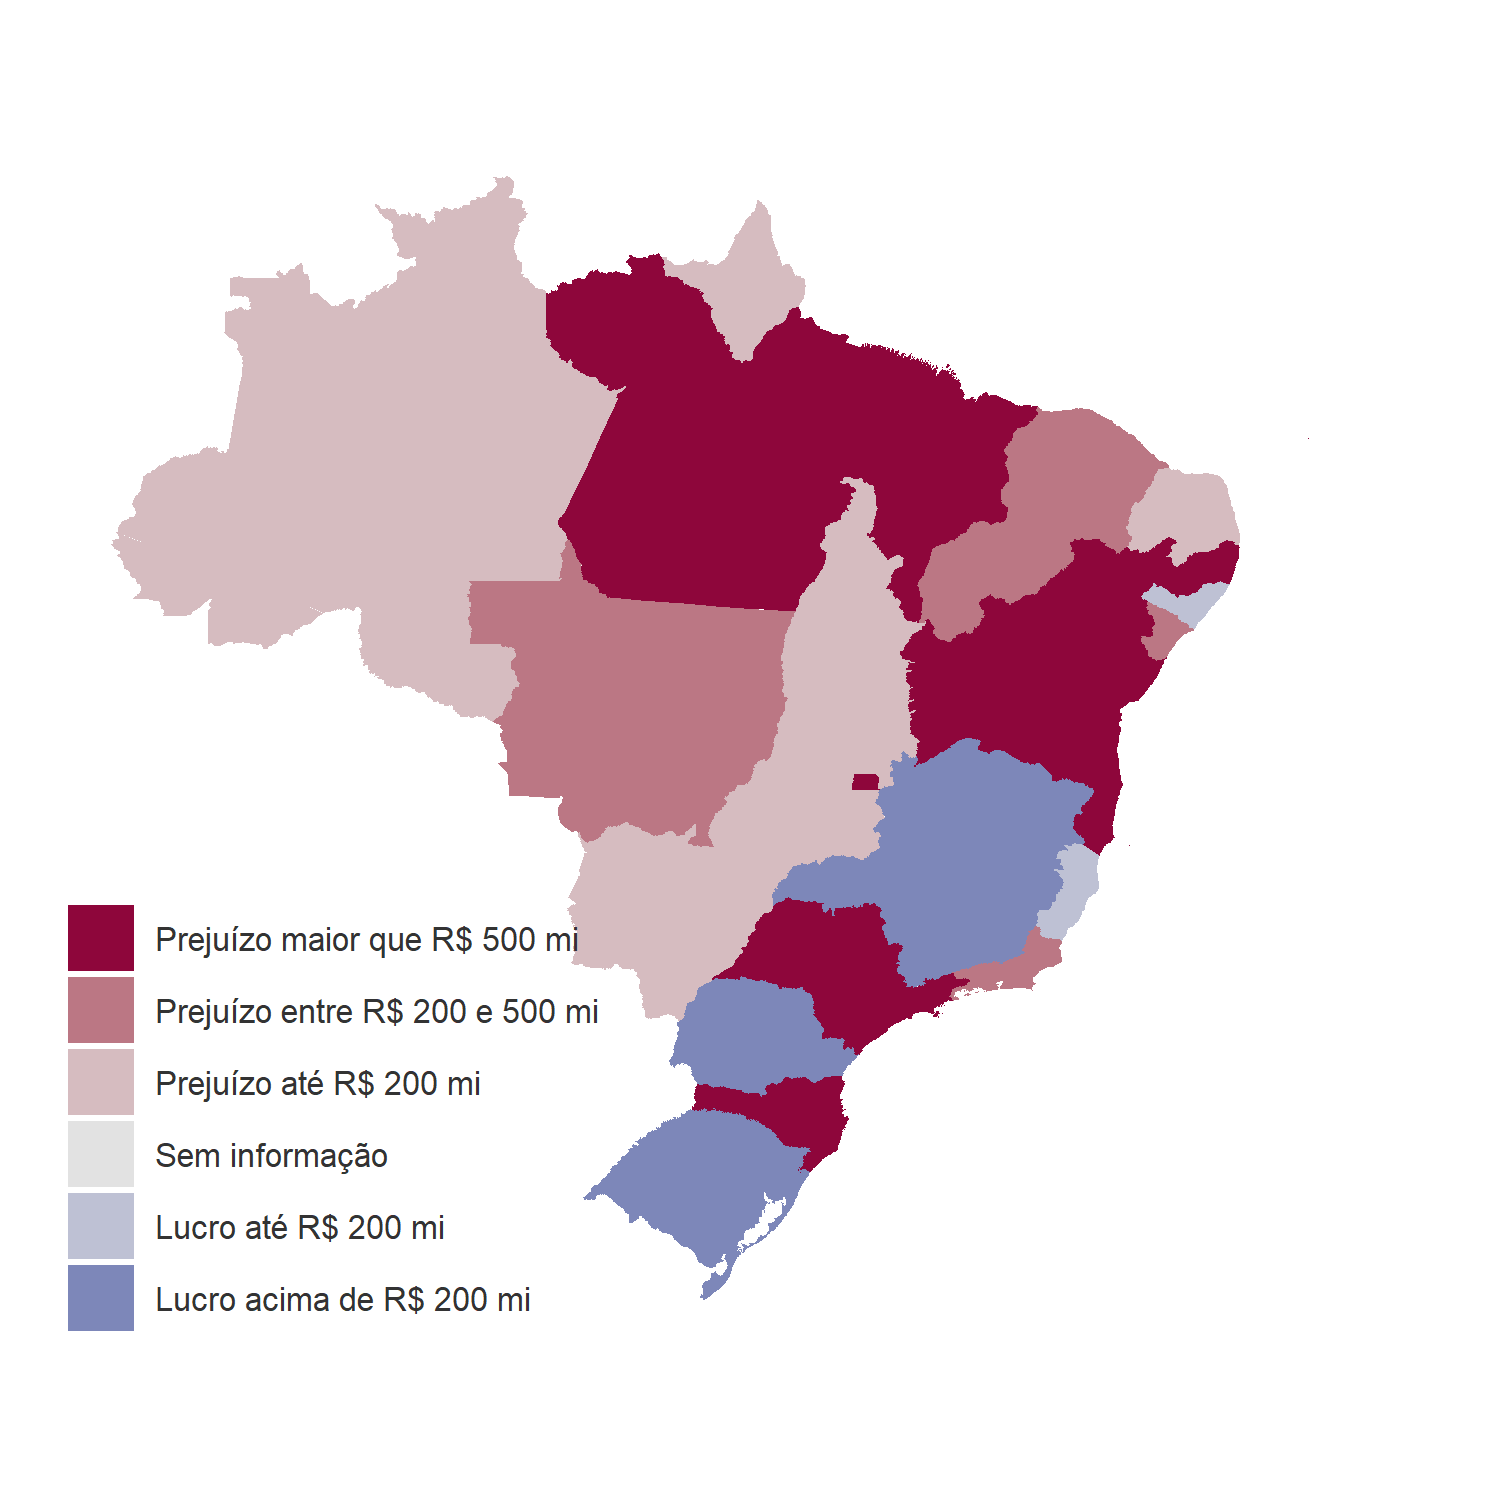 Prejuízo maior que R$ 500 mi
Prejuízo entre R$ 200 e 500 mi
Prejuízo até R$ 200 mi
Sem informação
Lucro até R$ 200 mi
Lucro acima de R$ 200 mi